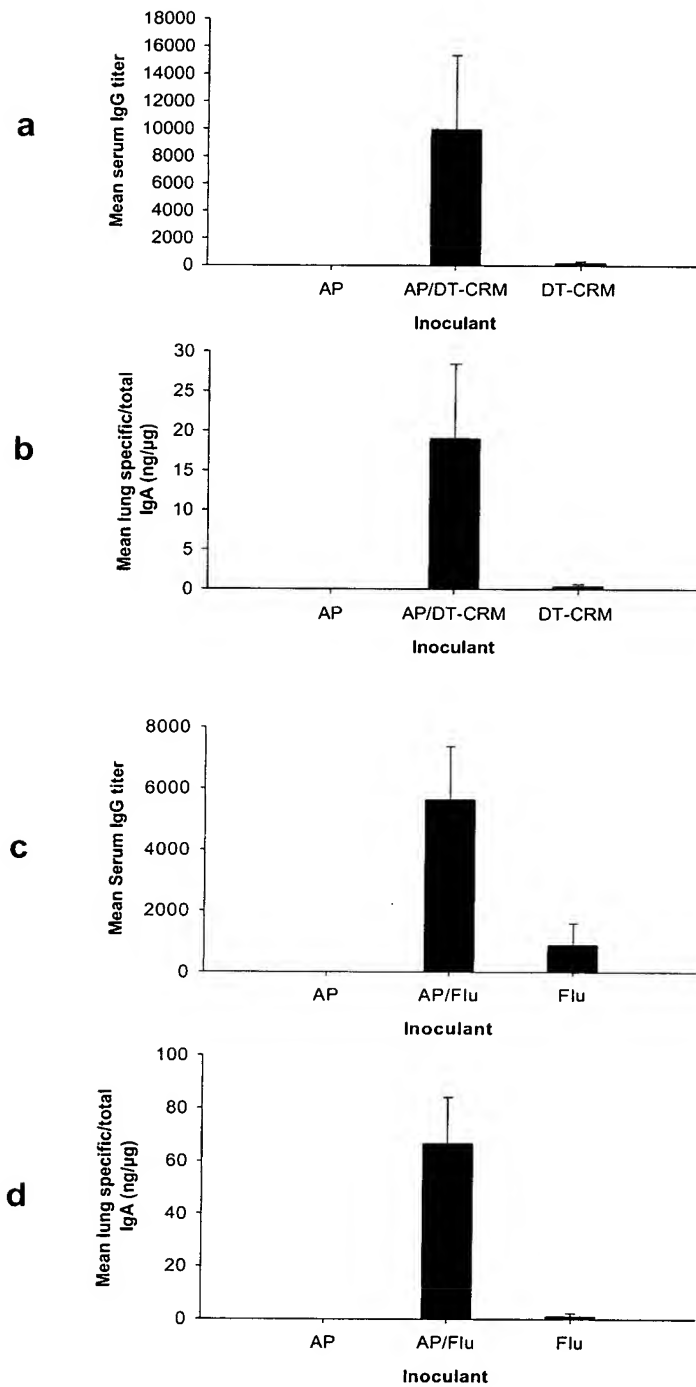 a
Mean serum IgG titer
18000
16000
14000
12000
10000
8000
6000
4000
2000
0
AP AP/DT-CRM DT-CRM
Inoculant
b
Mean lung specific/total
IgA (ng/µg)
30
25
20
15
10
5
0
AP AP/DT-CRM DT-CRM
Inoculant
c
Mean Serum IgG titer
8000
6000
4000
2000
0
AP AP/Flu Flu
Inoculant
d
Mean lung specific/total
IgA (ng/µg)
100
80
60
40
20
0
AP AP/Flu Flu
Inoculant